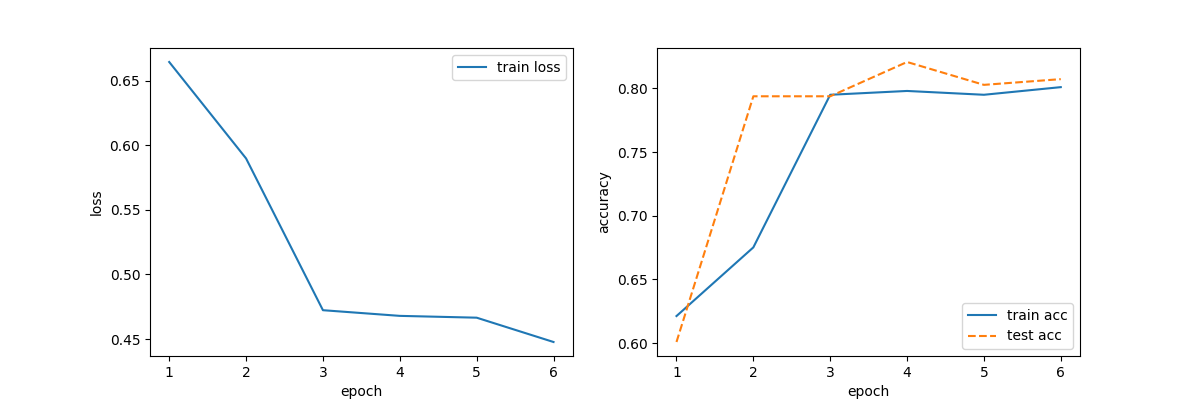 train loss
0.65
0.60
0.55
0.50
0.45
loss
1 2 3 4 5 6
epoch
0.80
0.75
0.70
0.65
0.60
accuracy
train acc
test acc
1 2 3 4 5 6
epoch